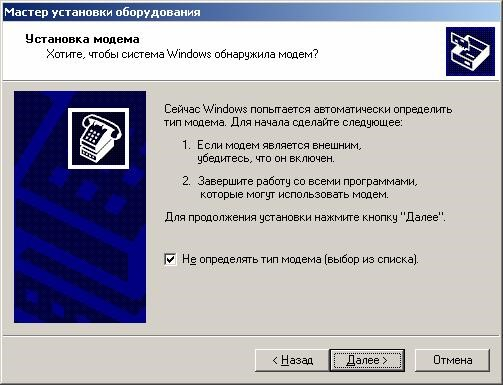 Мастер установки оборудования
Установка модема
Хотите, чтобы система Windows обнаружила модем?
Сейчас Windows попытается автоматически определить
тип модема. Для начала сделайте следующее:
1. Если модем является внешним,
убедитесь, что он включен.
2. Завершите работу со всеми программами,
которые могут использовать модем.
Для продолжения установки нажмите кнопку "Далее".
Не определять тип модема (выбор из списка).
< Назад
Далее >
Отмена